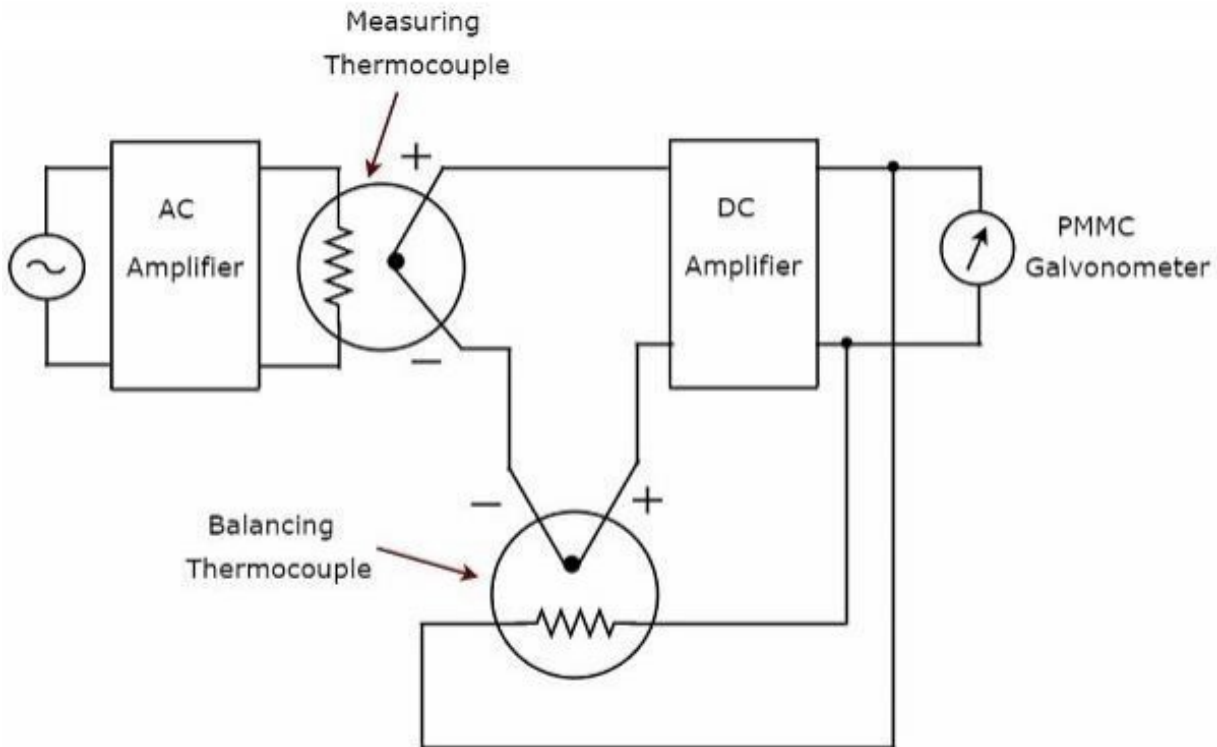 Measuring
Thermocouple
+
AC
Amplifier
−
DC
Amplifier
PMMC
Galvonometer
−
+
Balancing
Thermocouple